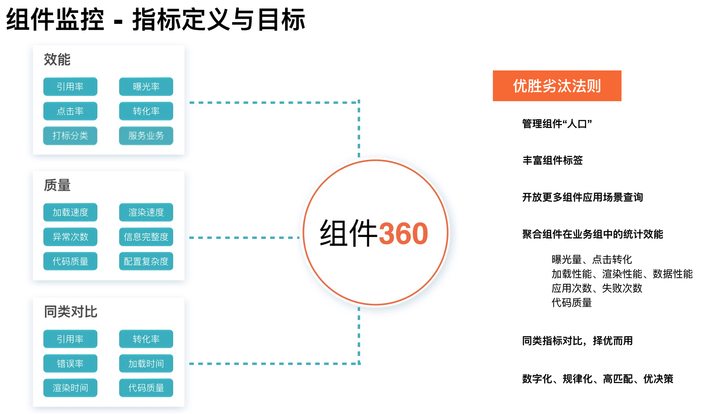 组件监控 - 指标定义与目标
效能
引用率 曝光率
点击率 转化率
打标分类 服务业务
质量
加载速度 渲染速度
异常次数 信息完整度
代码质量 配置复杂度
同类对比
引用率 转化率
错误率 加载时间
渲染时间 代码质量
组件360
优胜劣汰法则
管理组件“人口”
丰富组件标签
开放更多组件应用场景查询
聚合组件在业务组中的统计效能
曝光量、点击转化
加载性能、渲染性能、数据性能
应用次数、失败次数
代码质量
同类指标对比，择优而用
数字化、规律化、高匹配、优决策